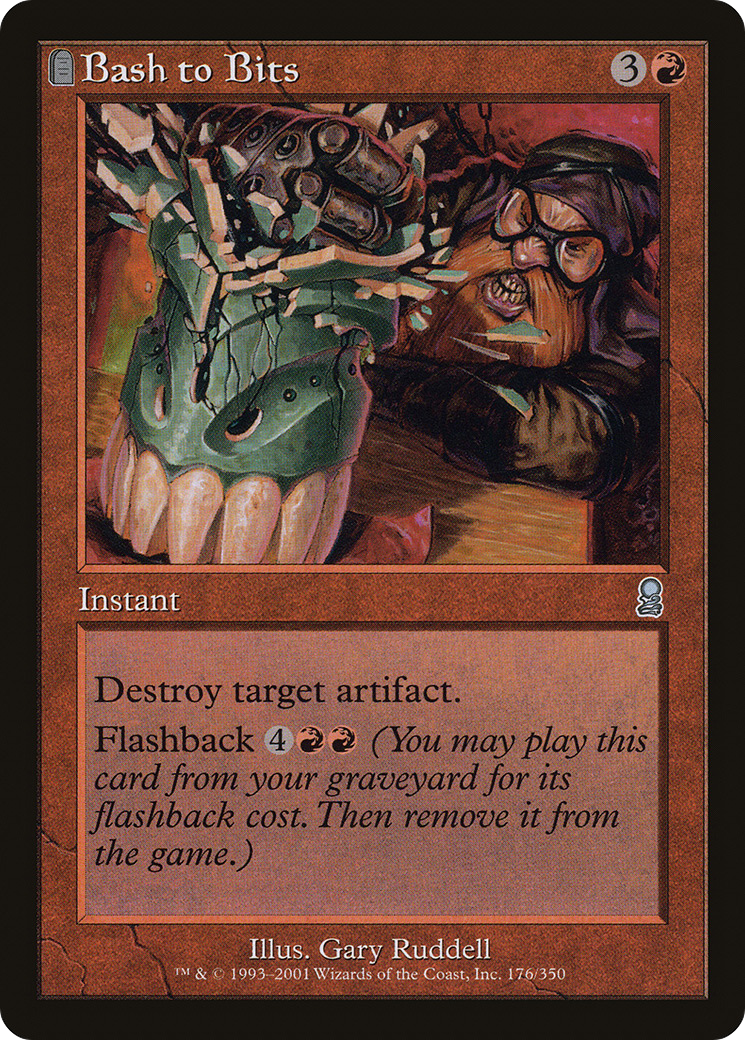 Bash to Bits 3
Instant
Destroy target artifact.
Flashback 4 (You may play this
card from your graveyard for its
flashback cost. Then remove it from
the game.)
Illus. Gary Ruddell
™ & © 1993–2001 Wizards of the Coast, Inc. 176/350